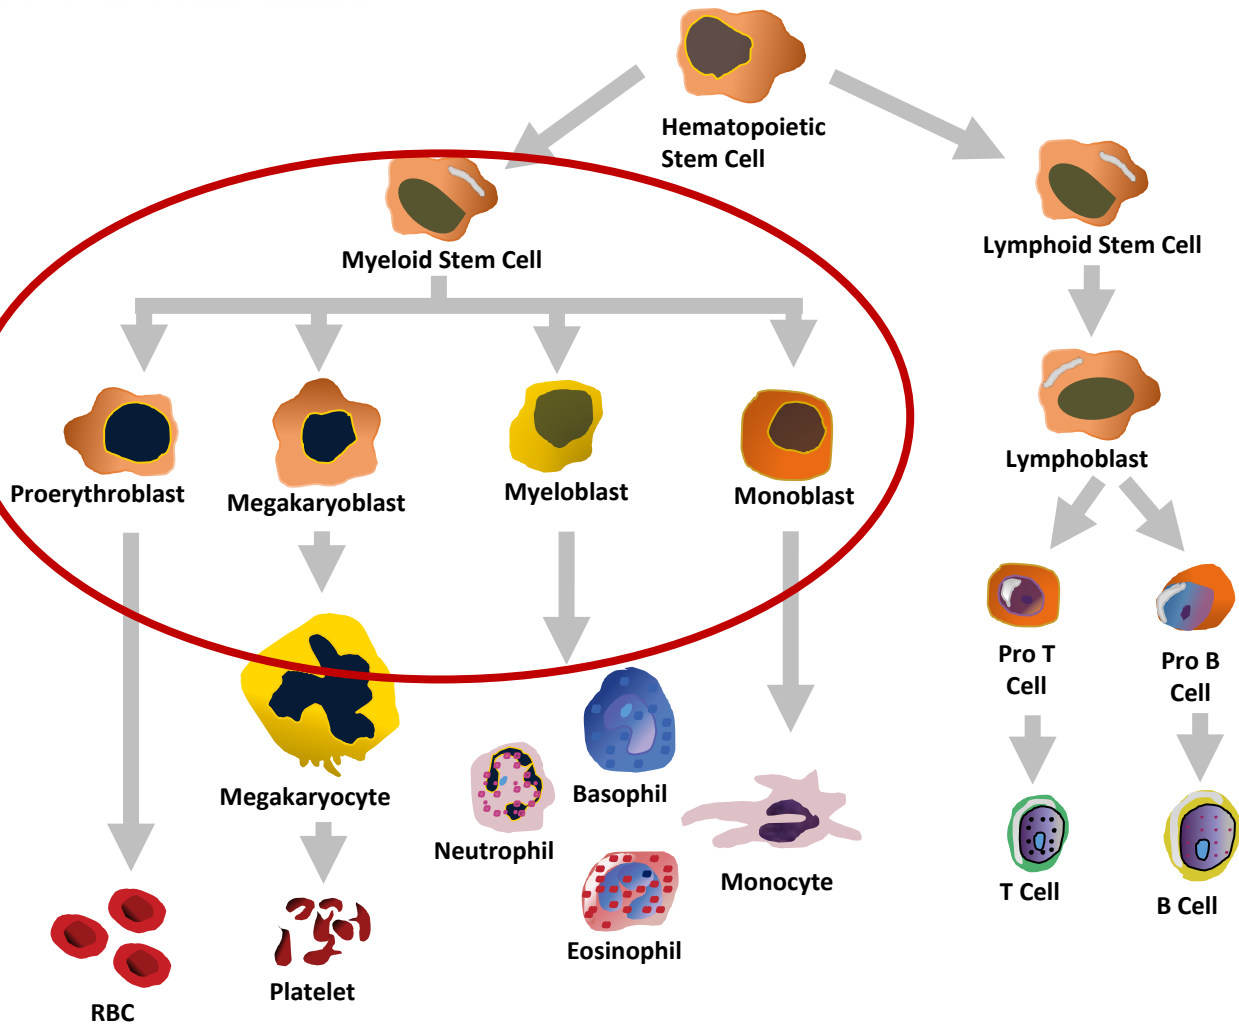 Hematopoietic
Stem Cell
Myeloid Stem Cell
Lymphoid Stem Cell
Proerythroblast
Megakaryoblast
Myeloblast
Monoblast
Lymphoblast
Pro T
Cell
Pro B
Cell
Megakaryocyte
Neutrophil
Basophil
Eosinophil
Monocyte
T Cell
B Cell
RBC
Platelet